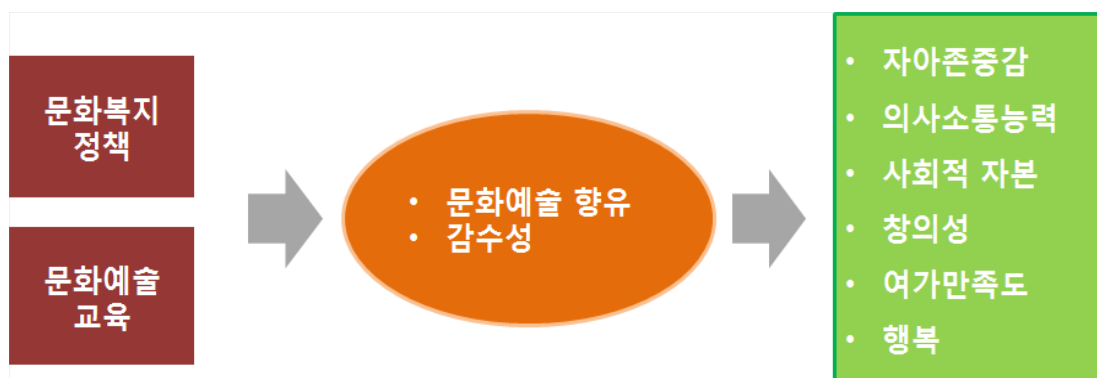 문화복지
정책
문화예술
교육
• 문화예술 향유
• 감수성
• 자아존중감
• 의사소통능력
• 사회적 자본
• 창의성
• 여가만족도
• 행복